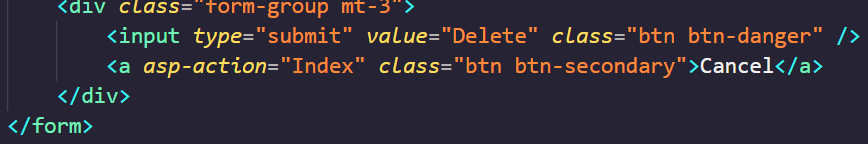 <div class="form-group mt-3">
<input type="submit" value="Delete" class="btn btn-danger" />
<a asp-action="Index" class="btn btn-secondary">Cancel</a>
</div>
</form>